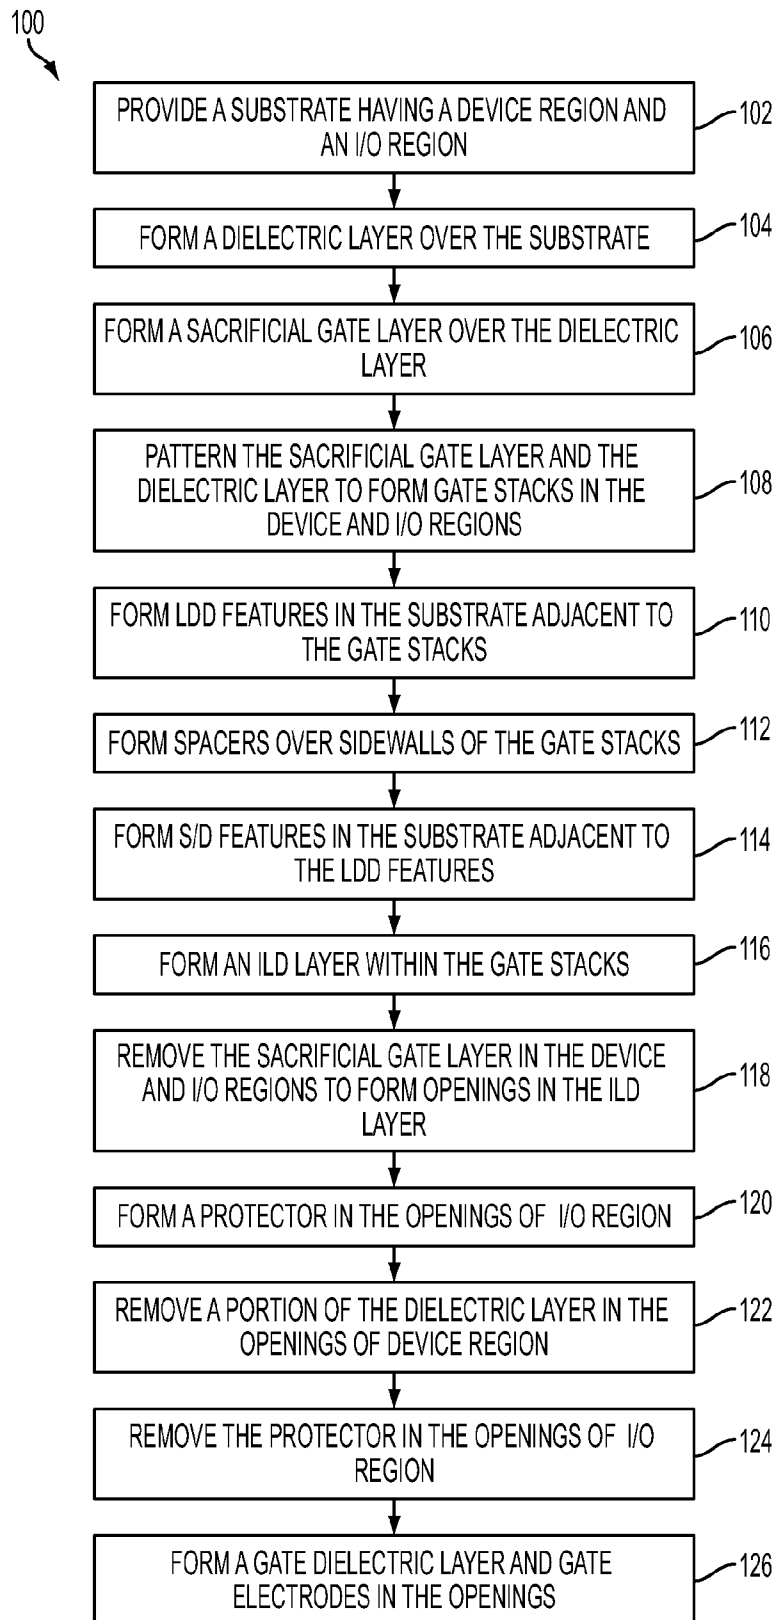 100
PROVIDE A SUBSTRATE HAVING A DEVICE REGION AND
AN I/O REGION
102
FORM A DIELECTRIC LAYER OVER THE SUBSTRATE
104
FORM A SACRIFICIAL GATE LAYER OVER THE DIELECTRIC
LAYER
106
PATTERN THE SACRIFICIAL GATE LAYER AND THE
DIELECTRIC LAYER TO FORM GATE STACKS IN THE
DEVICE AND I/O REGIONS
108
FORM LDD FEATURES IN THE SUBSTRATE ADJACENT TO
THE GATE STACKS
110
FORM SPACERS OVER SIDEWALLS OF THE GATE STACKS
112
FORM S/D FEATURES IN THE SUBSTRATE ADJACENT TO
THE LDD FEATURES
114
FORM AN ILD LAYER WITHIN THE GATE STACKS
116
REMOVE THE SACRIFICIAL GATE LAYER IN THE DEVICE
AND I/O REGIONS TO FORM OPENINGS IN THE ILD
LAYER
118
FORM A PROTECTOR IN THE OPENINGS OF I/O REGION
120
REMOVE A PORTION OF THE DIELECTRIC LAYER IN THE
OPENINGS OF DEVICE REGION
122
REMOVE THE PROTECTOR IN THE OPENINGS OF I/O
REGION
124
FORM A GATE DIELECTRIC LAYER AND GATE
ELECTRODES IN THE OPENINGS
126